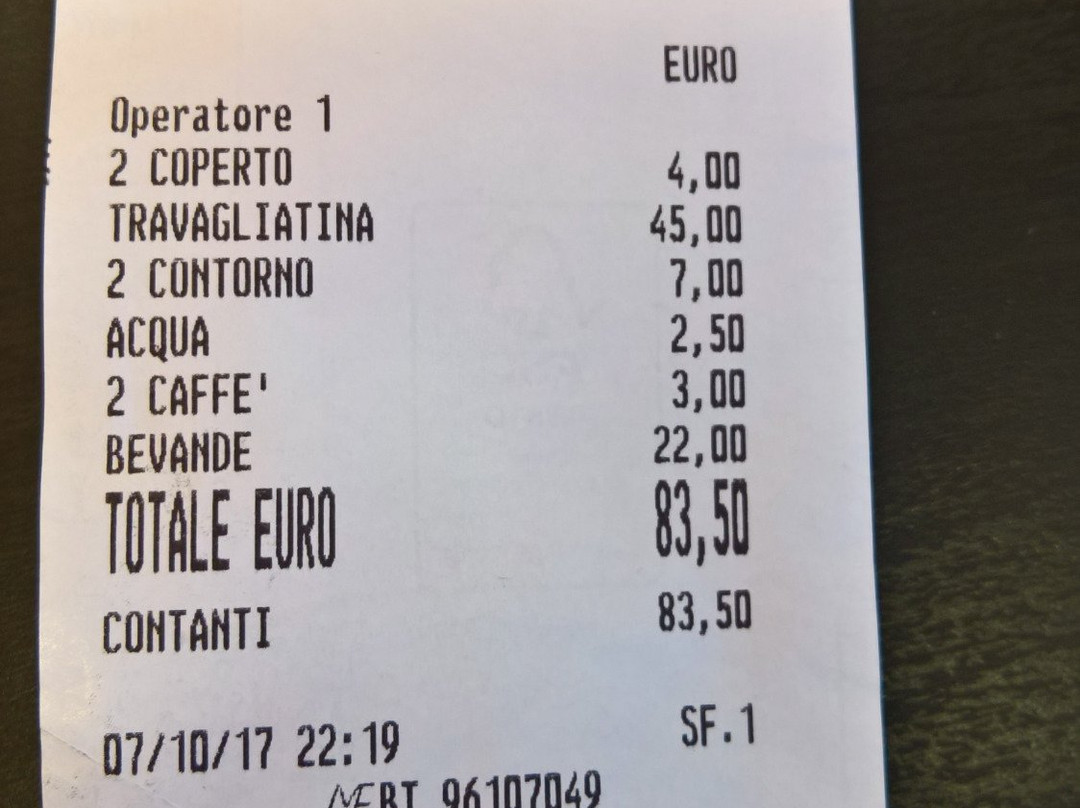 EURO
Operatore 1
2 COPERTO 4,00
TRAVAGLIATINA 45,00
2 CONTORNO 7,00
ACQUA 2,50
2 CAFFE' 3,00
BEVANDE 22,00
TOTALE EURO 83,50
CONTANTI 83,50
07/10/17 22:19 SF.1
BT 96107049